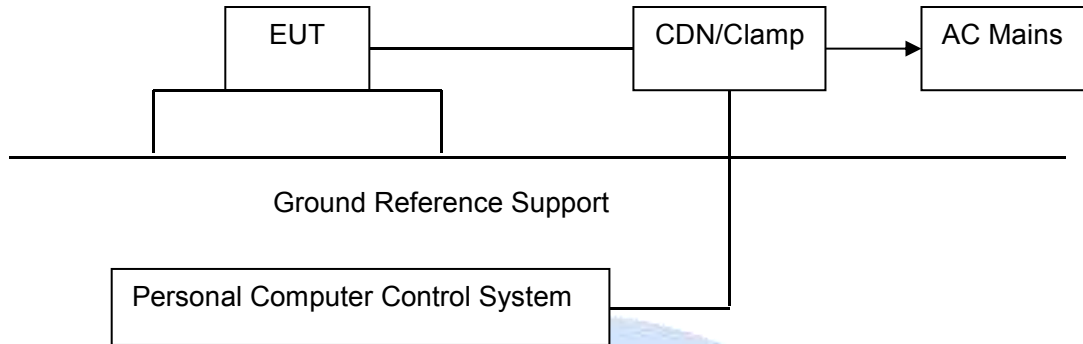 EUT
CDN/Clamp
AC Mains
Ground Reference Support
Personal Computer Control System